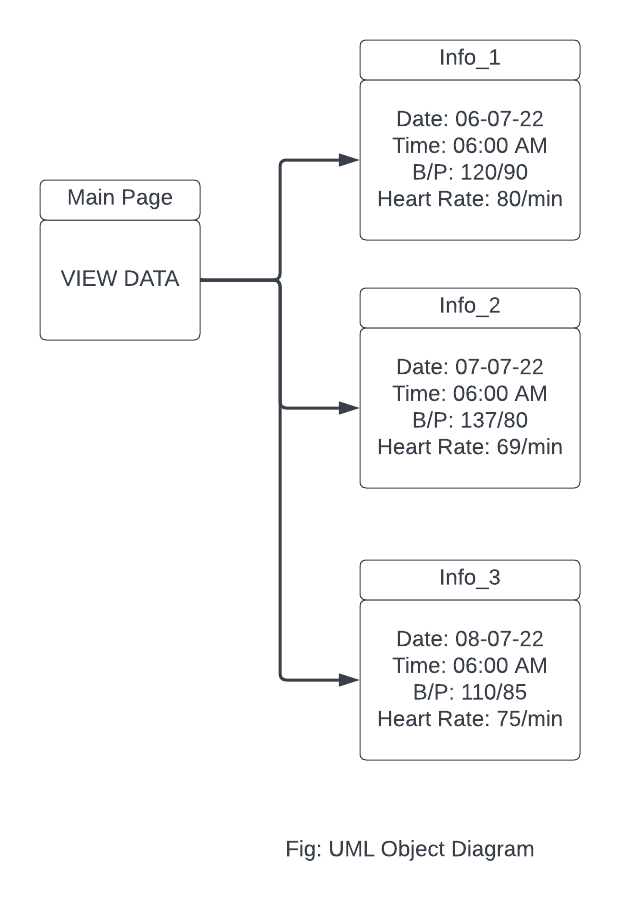 Main Page
VIEW DATA
Info_1
Date: 06-07-22
Time: 06:00 AM
B/P: 120/90
Heart Rate: 80/min
Info_2
Date: 07-07-22
Time: 06:00 AM
B/P: 137/80
Heart Rate: 69/min
Info_3
Date: 08-07-22
Time: 06:00 AM
B/P: 110/85
Heart Rate: 75/min
Fig: UML Object Diagram